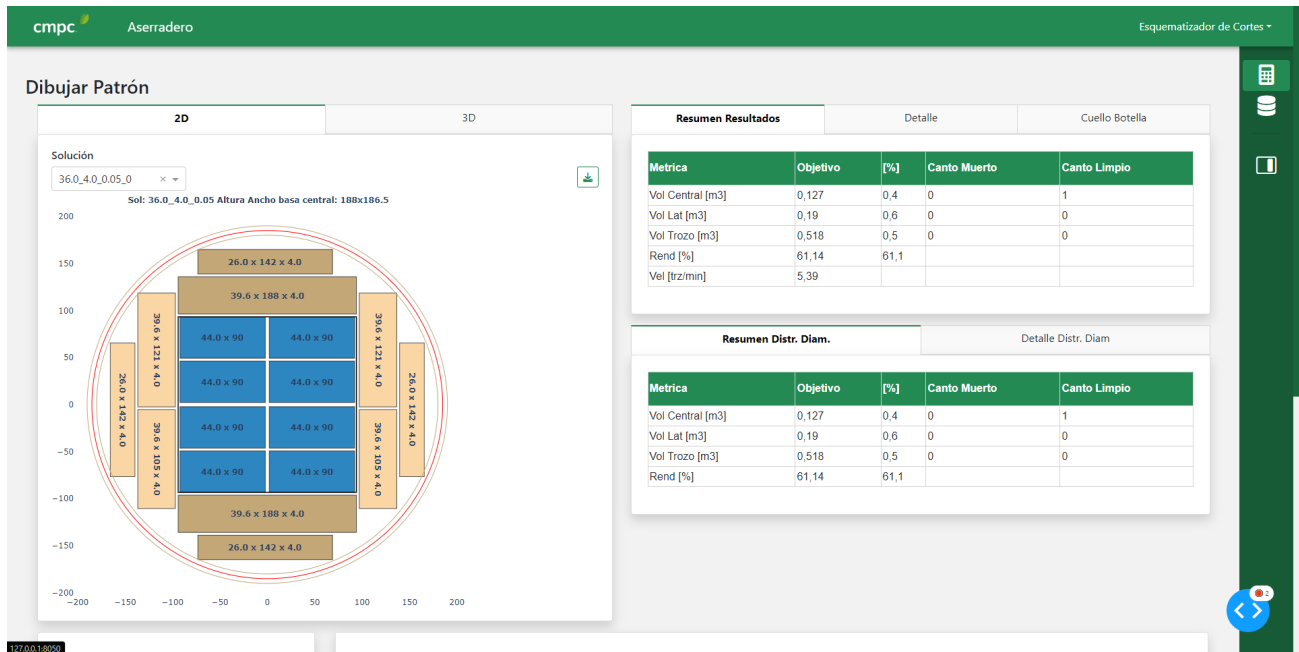 cmpc Aserradero Esquematizador de Cortes
Dibujar Patrón
2D 3D
Solución
36.0_4.0_0.05_0 ×
Sol: 36.0_4.0_0.05 Altura Ancho basa central: 188x186.5
200
150
100
50
0
−50
−100
−150
−200
−200 −150 −100 −50 0 50 100 150 200
26.0 x 142 x 4.0
39.6 x 188 x 4.0
39.6 x 121 x 4.0
44.0 x 90 44.0 x 90
39.6 x 121 x 4.0
44.0 x 90 44.0 x 90
26.0 x 142 x 4.0
26.0 x 142 x 4.0
44.0 x 90 44.0 x 90
39.6 x 105 x 4.0
39.6 x 105 x 4.0
44.0 x 90 44.0 x 90
39.6 x 188 x 4.0
26.0 x 142 x 4.0
Resumen Resultados Detalle Cuello Botella
Metrica Objetivo [%] Canto Muerto Canto Limpio
Vol Central [m3] 0,127 0,4 0 1
Vol Lat [m3] 0,19 0,6 0 0
Vol Trozo [m3] 0,518 0,5 0 0
Rend [%] 61,14 61,1
Vel [trz/min] 5,39
Resumen Distr. Diam. Detalle Distr. Diam
Metrica Objetivo [%] Canto Muerto Canto Limpio
Vol Central [m3] 0,127 0,4 0 1
Vol Lat [m3] 0,19 0,6 0 0
Vol Trozo [m3] 0,518 0,5 0 0
Rend [%] 61,14 61,1
2
127.0.0.1:8050